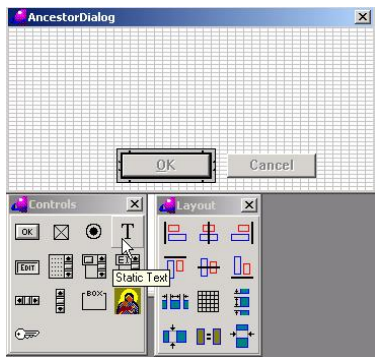 AncestorDialog
OK
Cancel
Controls
Layout
OK
T
EDIT
E
Static Text
BOX